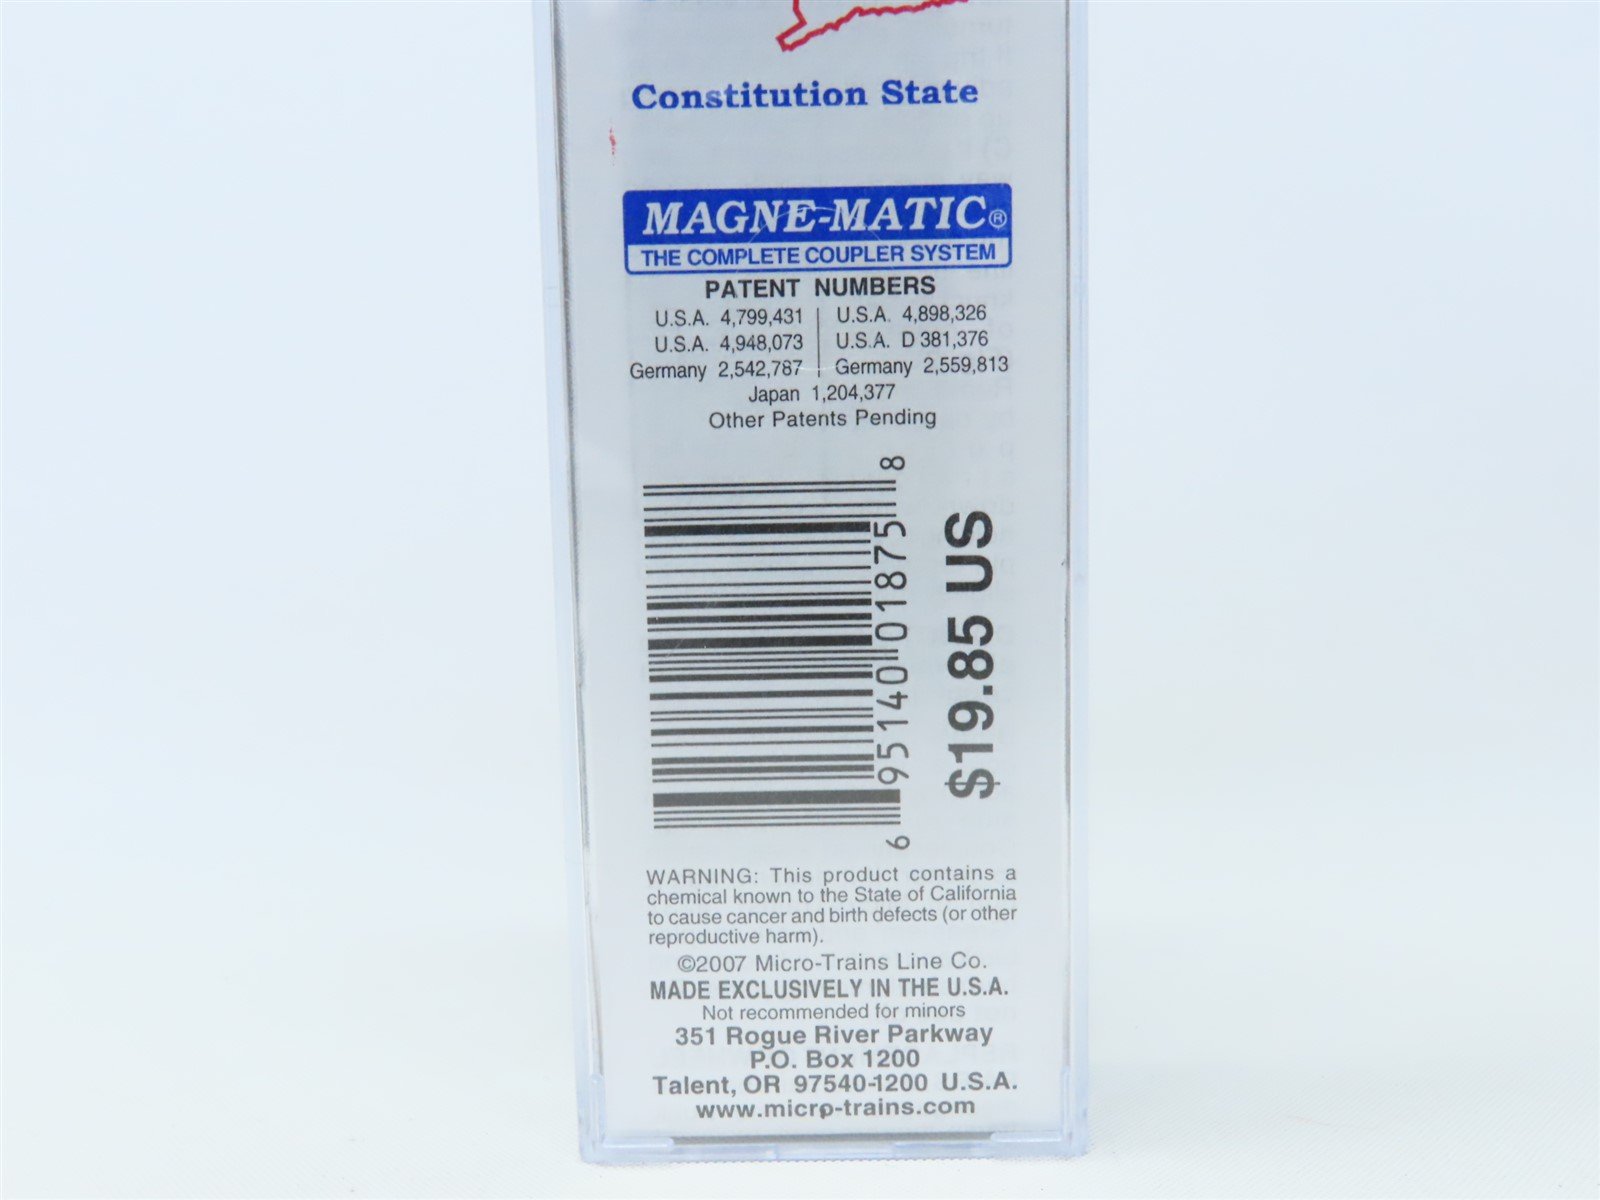 Constitution State
MAGNE-MATIC®
THE COMPLETE COUPLER SYSTEM
PATENT NUMBERS
U.S.A. 4,799,431 | U.S.A. 4,898,326
U.S.A. 4,948,073 | U.S.A. D 381,376
Germany 2,542,787 | Germany 2,559,813
Japan 1,204,377
Other Patents Pending
6 95140 01875 8
$19.85 US
WARNING: This product contains a
chemical known to the State of California
to cause cancer and birth defects (or other
reproductive harm).
©2007 Micro-Trains Line Co.
MADE EXCLUSIVELY IN THE U.S.A.
Not recommended for minors
351 Rogue River Parkway
P.O. Box 1200
Talent, OR 97540-1200 U.S.A.
www.micro-trains.com